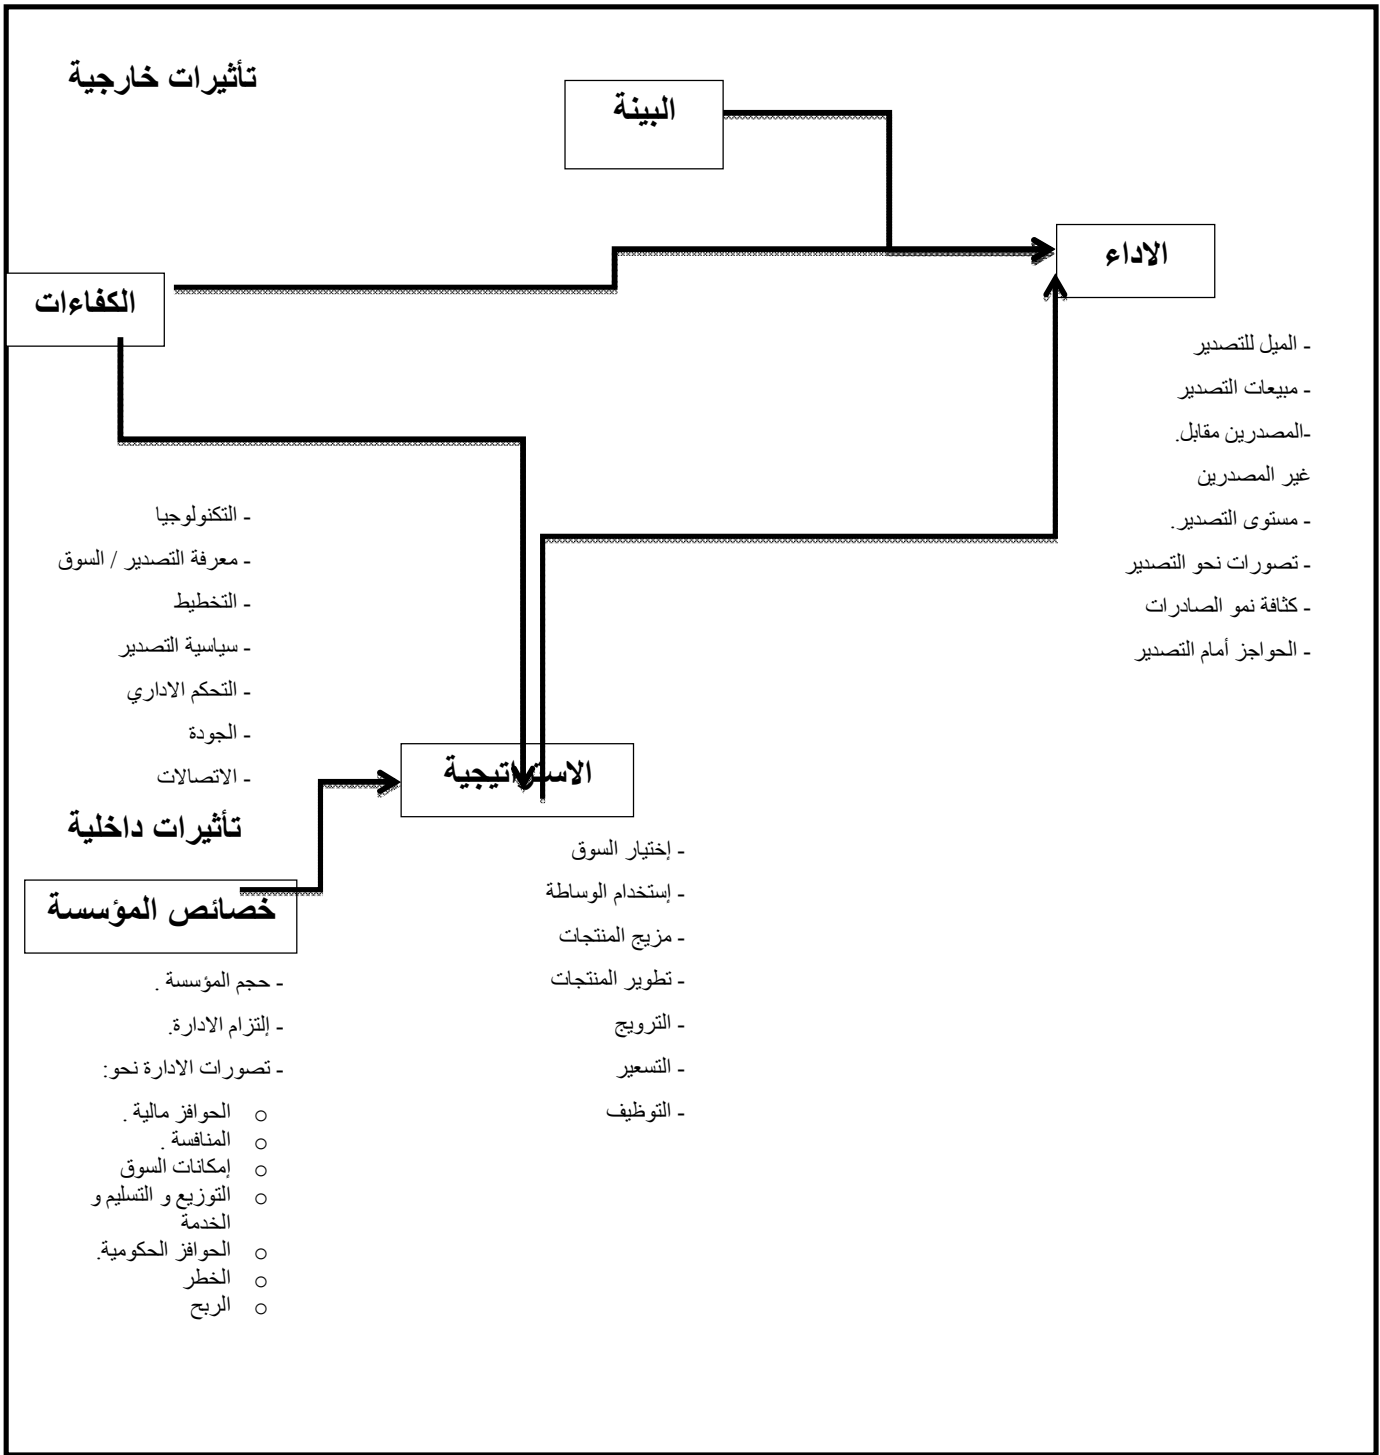 تأثيرات خارجية
البينة
الاداء
الكفاءات
- الميل للتصدير
- مبيعات التصدير
-المصدرين مقابل.
غير المصدرين
- مستوى التصدير.
- تصورات نحو التصدير
- كثافة نمو الصادرات
- الحواجز أمام التصدير
- التكنولوجيا
- معرفة التصدير / السوق
- التخطيط
- سياسية التصدير
- التحكم الاداري
- الجودة
- الاتصالات
الاستراتيجية
تأثيرات داخلية
خصائص المؤسسة
- إختيار السوق
- إستخدام الوساطة
- مزيج المنتجات
- تطوير المنتجات
- الترويج
- التسعير
- التوظيف
- حجم المؤسسة .
- إلتزام الادارة.
- تصورات الادارة نحو:
o الحوافز مالية .
o المنافسة .
o إمكانات السوق
o التوزيع و التسليم و
الخدمة
o الحوافز الحكومية.
o الخطر
o الربح